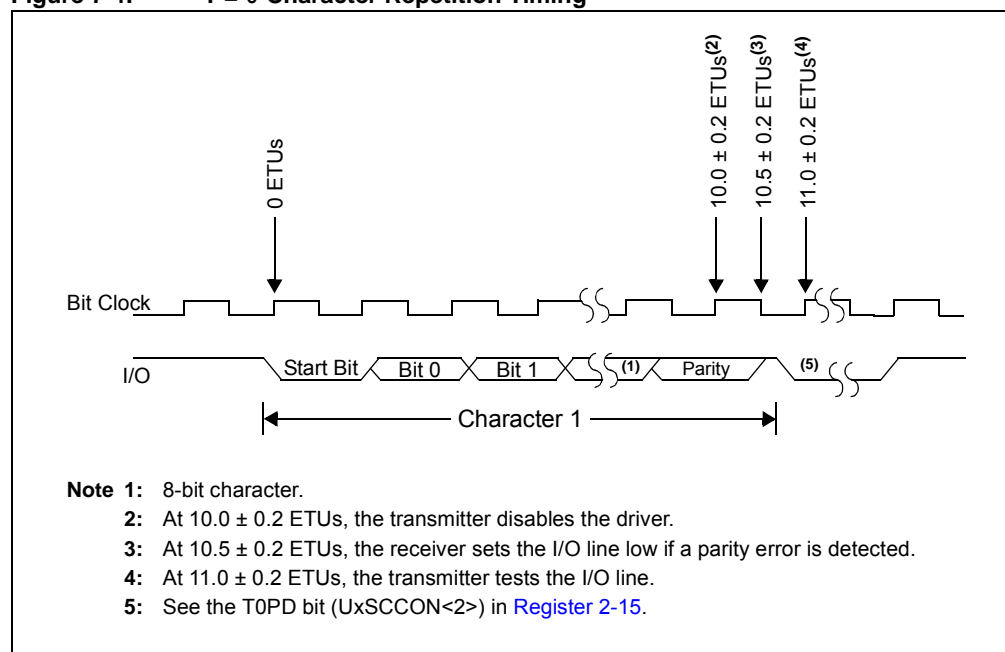 0 ETUs
10.0 ± 0.2 ETUs(2)
10.5 ± 0.2 ETUs(3)
11.0 ± 0.2 ETUs(4)
Bit Clock
I/O Start Bit Bit 0 Bit 1 (1) Parity (5)
Character 1
Note 1: 8-bit character.
2: At 10.0 ± 0.2 ETUs, the transmitter disables the driver.
3: At 10.5 ± 0.2 ETUs, the receiver sets the I/O line low if a parity error is detected.
4: At 11.0 ± 0.2 ETUs, the transmitter tests the I/O line.
5: See the T0PD bit (UxSCCON<2>) in Register 2-15.